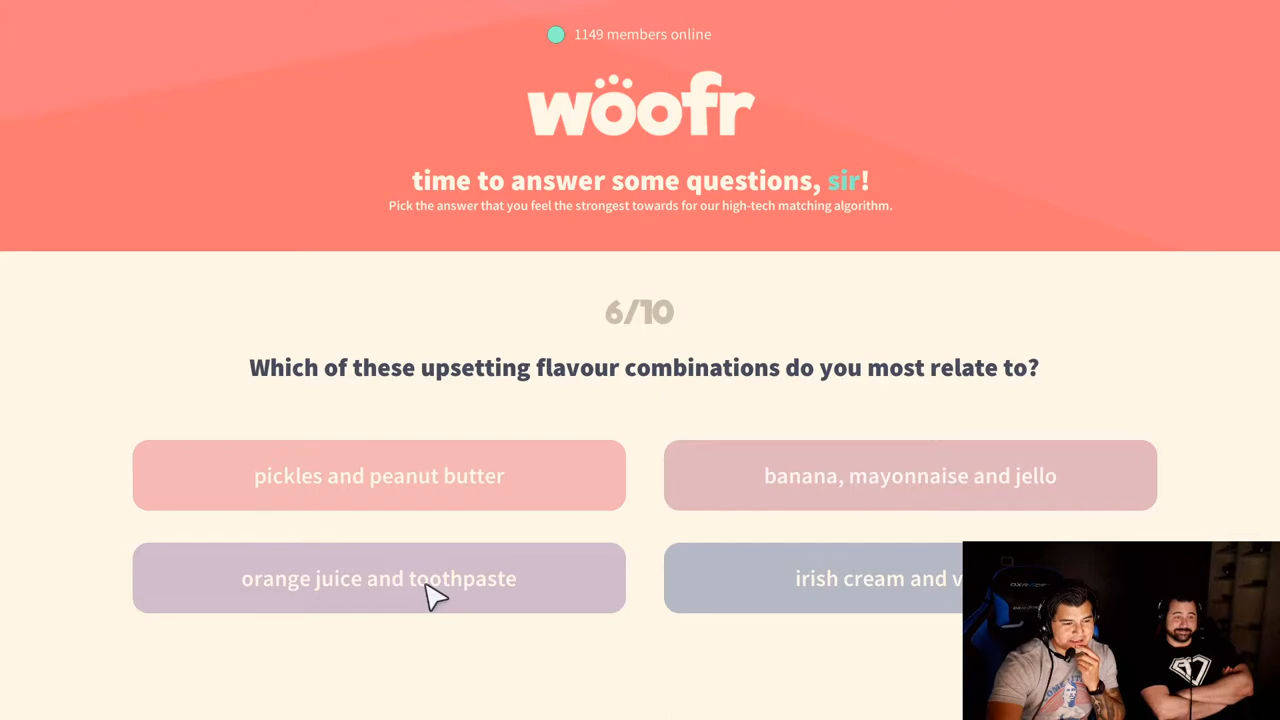 1149 members online
wöofr
time to answer some questions, sir!
Pick the answer that you feel the strongest towards for our high-tech matching algorithm.
6/10
Which of these upsetting flavour combinations do you most relate to?
pickles and peanut butter
banana, mayonnaise and jello
orange juice and toothpaste
irish cream and